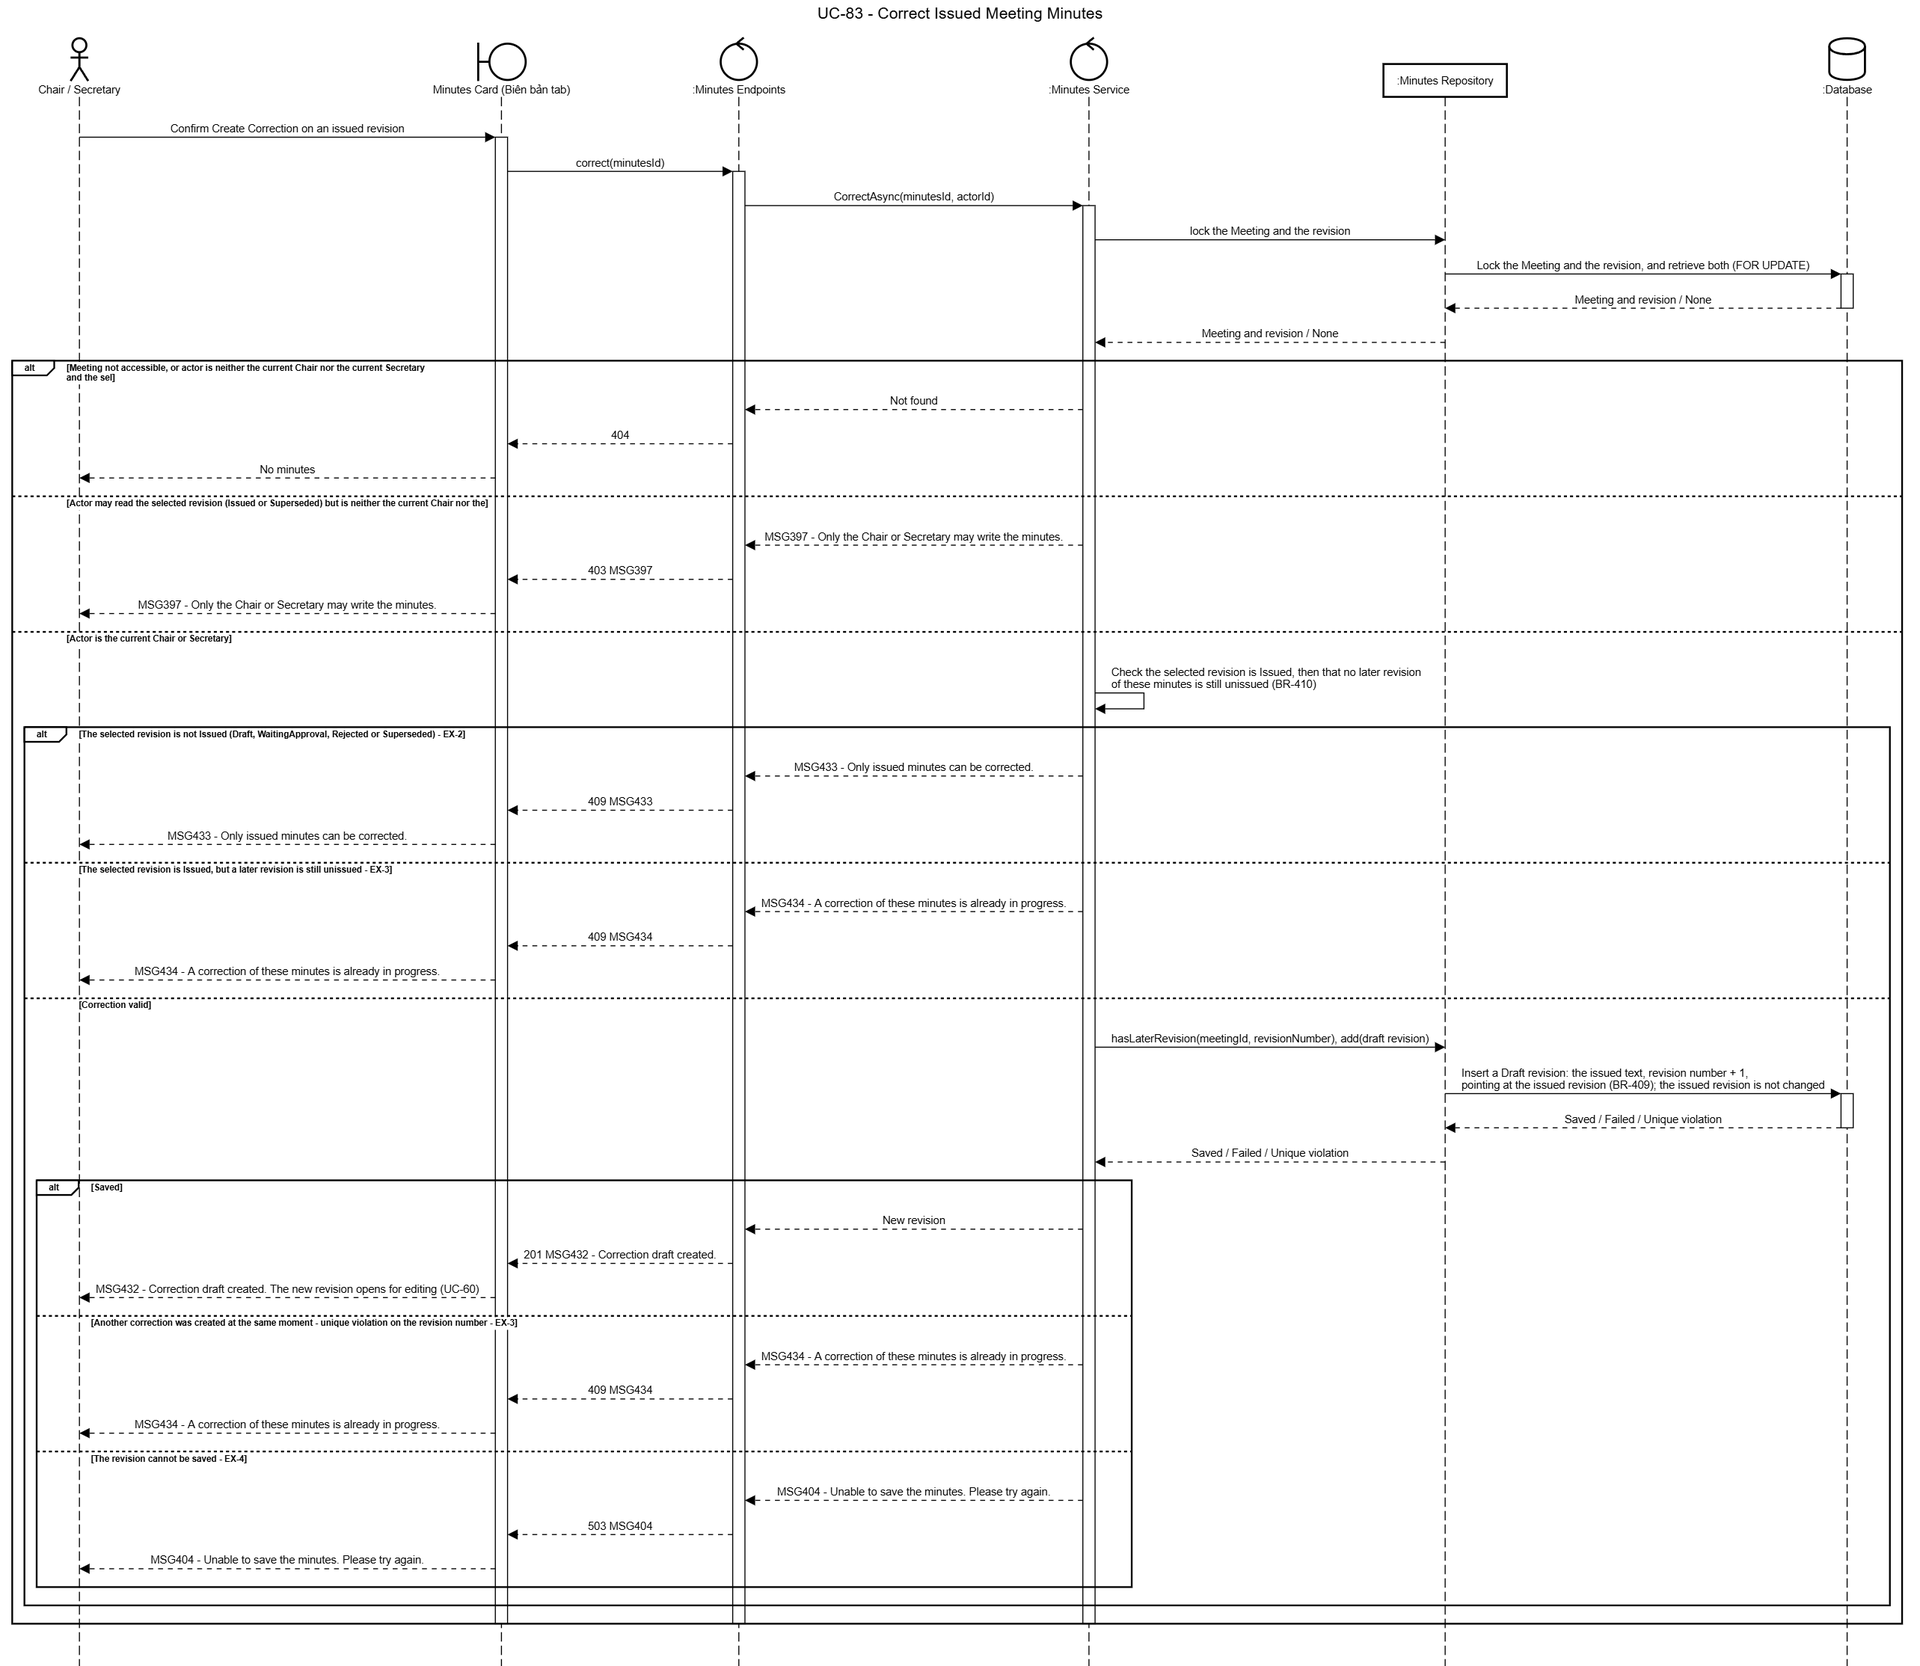 UC-83 - Correct Issued Meeting Minutes
Chair / Secretary
Minutes Card (Biên bản tab)
:Minutes Endpoints
:Minutes Service
:Minutes Repository
:Database
Confirm Create Correction on an issued revision
correct(minutesId)
CorrectAsync(minutesId, actorId)
lock the Meeting and the revision
Lock the Meeting and the revision, and retrieve both (FOR UPDATE)
Meeting and revision / None
Meeting and revision / None
alt
[Meeting not accessible, or actor is neither the current Chair nor the current Secretary
and the sel]
Not found
404
No minutes
[Actor may read the selected revision (Issued or Superseded) but is neither the current Chair nor the]
MSG397 - Only the Chair or Secretary may write the minutes.
403 MSG397
MSG397 - Only the Chair or Secretary may write the minutes.
[Actor is the current Chair or Secretary]
Check the selected revision is Issued, then that no later revision
of these minutes is still unissued (BR-410)
alt
[The selected revision is not Issued (Draft, WaitingApproval, Rejected or Superseded) - EX-2]
MSG433 - Only issued minutes can be corrected.
409 MSG433
MSG433 - Only issued minutes can be corrected.
[The selected revision is Issued, but a later revision is still unissued - EX-3]
MSG434 - A correction of these minutes is already in progress.
409 MSG434
MSG434 - A correction of these minutes is already in progress.
[Correction valid]
hasLaterRevision(meetingId, revisionNumber), add(draft revision)
Insert a Draft revision: the issued text, revision number + 1,
pointing at the issued revision (BR-409); the issued revision is not changed
Saved / Failed / Unique violation
Saved / Failed / Unique violation
alt
[Saved]
New revision
201 MSG432 - Correction draft created.
MSG432 - Correction draft created. The new revision opens for editing (UC-60)
[Another correction was created at the same moment - unique violation on the revision number - EX-3]
MSG434 - A correction of these minutes is already in progress.
409 MSG434
MSG434 - A correction of these minutes is already in progress.
[The revision cannot be saved - EX-4]
MSG404 - Unable to save the minutes. Please try again.
503 MSG404
MSG404 - Unable to save the minutes. Please try again.